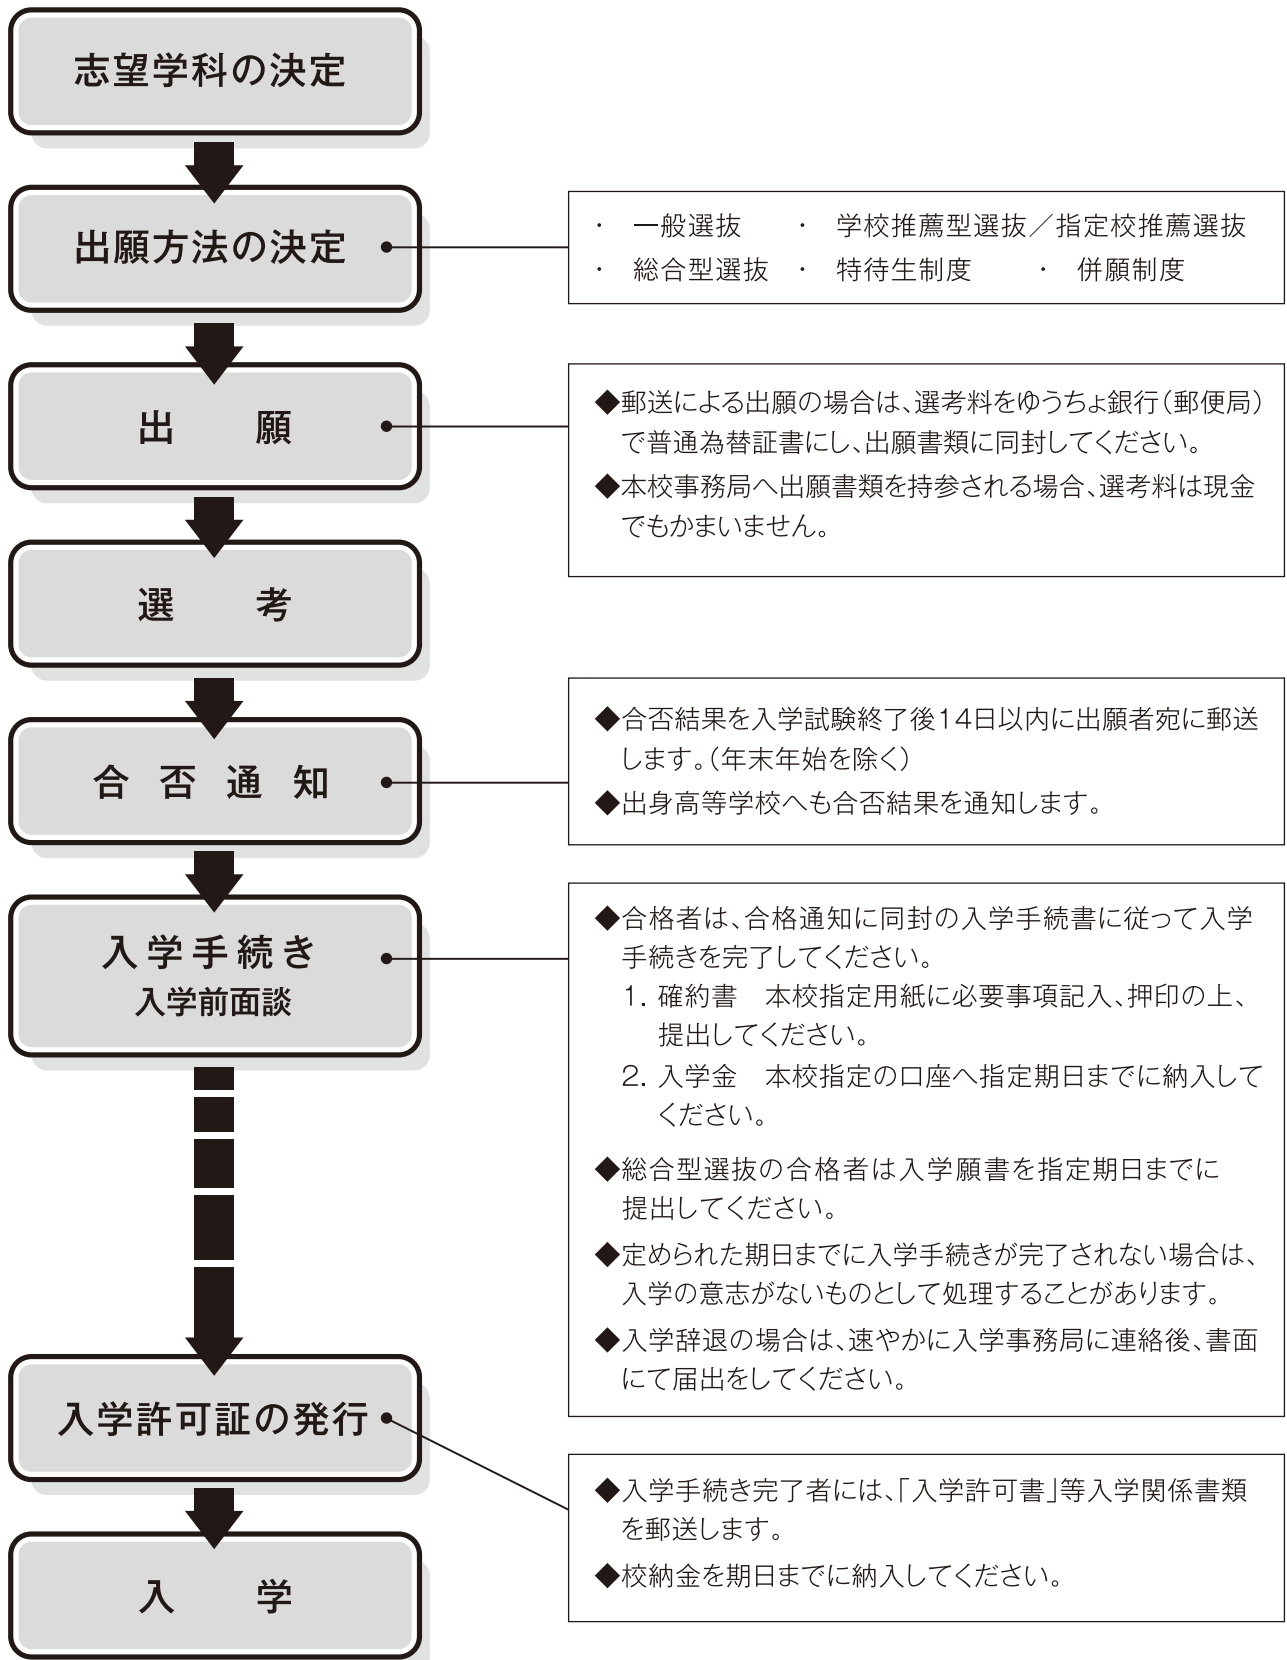 志望学科の決定
出願方法の決定
・ 一般選抜 ・ 学校推薦型選抜／指定校推薦選抜
・ 総合型選抜 ・ 特待生制度 ・ 併願制度
出 願
◆郵送による出願の場合は、選考料をゆうちょ銀行（郵便局）
で普通為替証書にし、出願書類に同封してください。
◆本校事務局へ出願書類を持参される場合、選考料は現金
でもかまいません。
選 考
合 否 通 知
◆合否結果を入学試験終了後14日以内に出願者宛に郵送
します。（年末年始を除く）
◆出身高等学校へも合否結果を通知します。
入学手続き
入学前面談
◆合格者は、合格通知に同封の入学手続書に従って入学
手続きを完了してください。
1. 確約書 本校指定用紙に必要事項記入、押印の上、
提出してください。
2. 入学金 本校指定の口座へ指定期日までに納入して
ください。
◆総合型選抜の合格者は入学願書を指定期日までに
提出してください。
◆定められた期日までに入学手続きが完了されない場合は、
入学の意志がないものとして処理することがあります。
◆入学辞退の場合は、速やかに入学事務局に連絡後、書面
にて届出をしてください。
入学許可証の発行
◆入学手続き完了者には、「入学許可書」等入学関係書類
を郵送します。
◆校納金を期日までに納入してください。
入 学